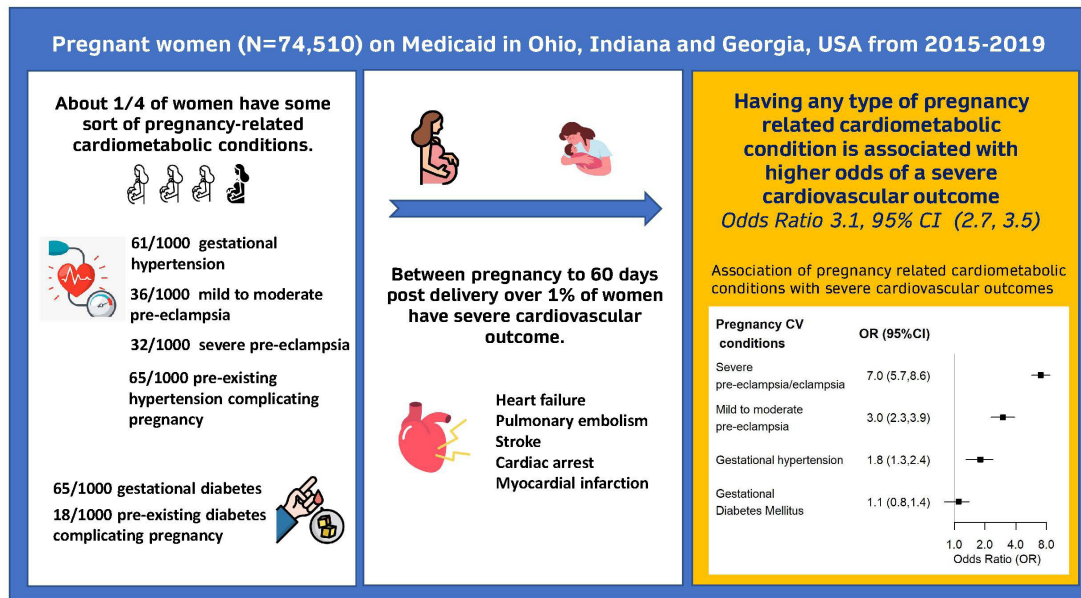 Pregnant women (N=74,510) on Medicaid in Ohio, Indiana and Georgia, USA from 2015-2019
About 1/4 of women have some
sort of pregnancy-related
cardiometabolic conditions.
61/1000 gestational
hypertension
36/1000 mild to moderate
pre-eclampsia
32/1000 severe pre-eclampsia
65/1000 pre-existing
hypertension complicating
pregnancy
65/1000 gestational diabetes
18/1000 pre-existing diabetes
complicating pregnancy
Between pregnancy to 60 days
post delivery over 1% of women
have severe cardiovascular
outcome.
Heart failure
Pulmonary embolism
Stroke
Cardiac arrest
Myocardial infarction
Having any type of pregnancy
related cardiometabolic
condition is associated with
higher odds of a severe
cardiovascular outcome
Odds Ratio 3.1, 95% CI (2.7, 3.5)
Association of pregnancy related cardiometabolic
conditions with severe cardiovascular outcomes
Pregnancy CV
conditions
OR (95%CI)
Severe
pre-eclampsia/eclampsia
7.0 (5.7,8.6)
Mild to moderate
pre-eclampsia
3.0 (2.3,3.9)
Gestational hypertension
1.8 (1.3,2.4)
Gestational
Diabetes Mellitus
1.1 (0.8,1.4)
1.0 2.0 4.0 8.0
Odds Ratio (OR)